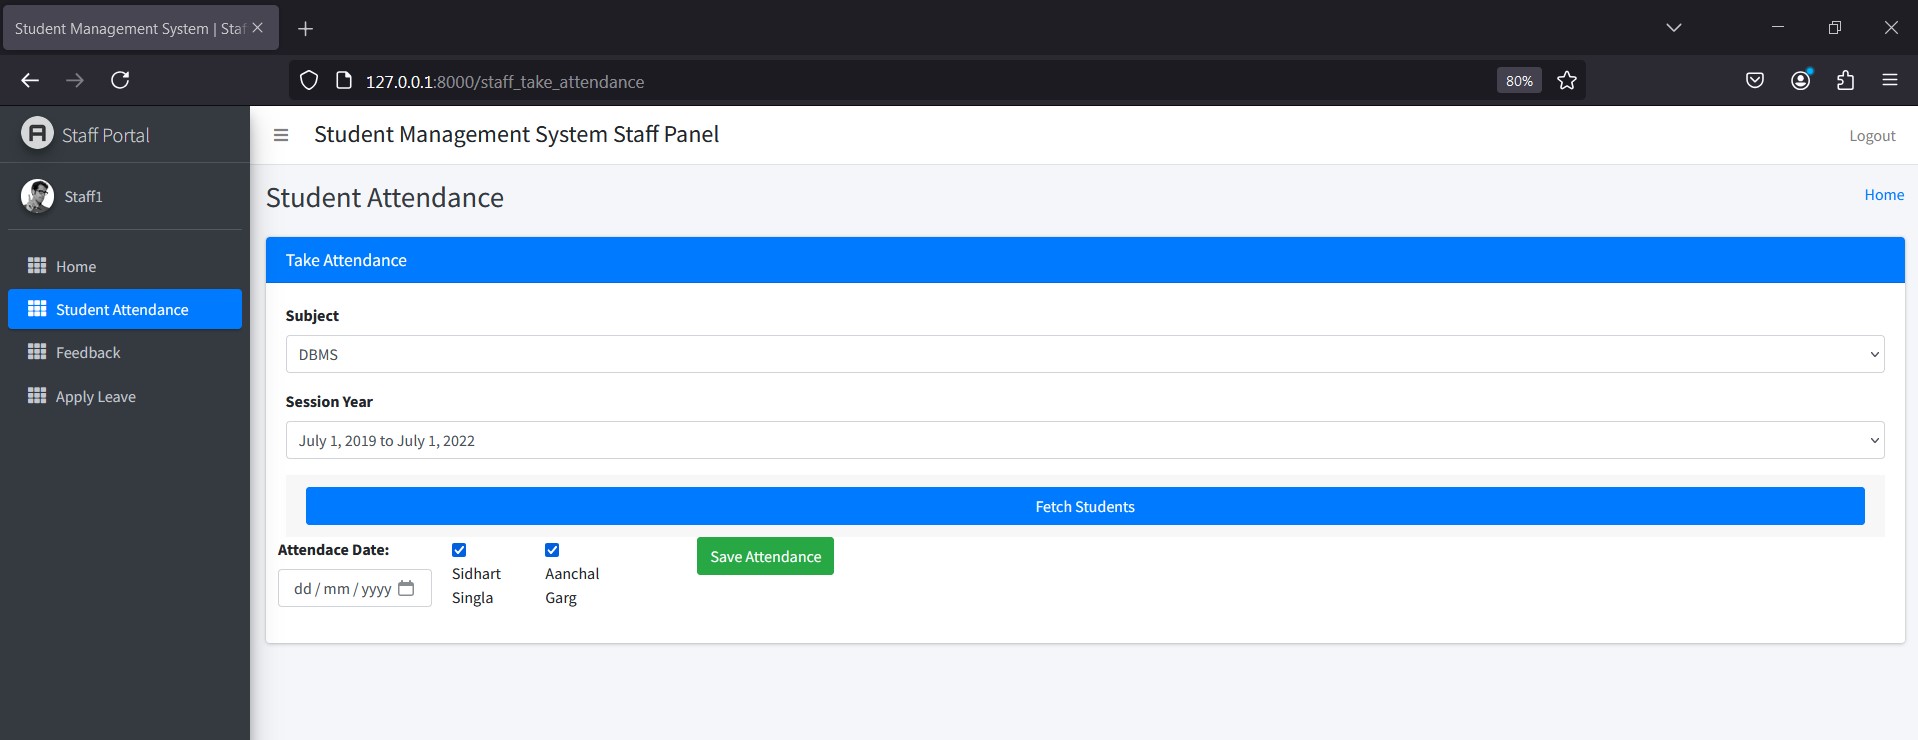 Student Management System | Staf
127.0.0.1:8000/staff_take_attendance
80%
Staff Portal
Student Management System Staff Panel
Logout
Staff1
Student Attendance
Home
Home
Student Attendance
Feedback
Apply Leave
Take Attendance
Subject
DBMS
Session Year
July 1, 2019 to July 1, 2022
Fetch Students
Attendace Date:
dd / mm / yyyy
Sidhart
Singla
Aanchal
Garg
Save Attendance